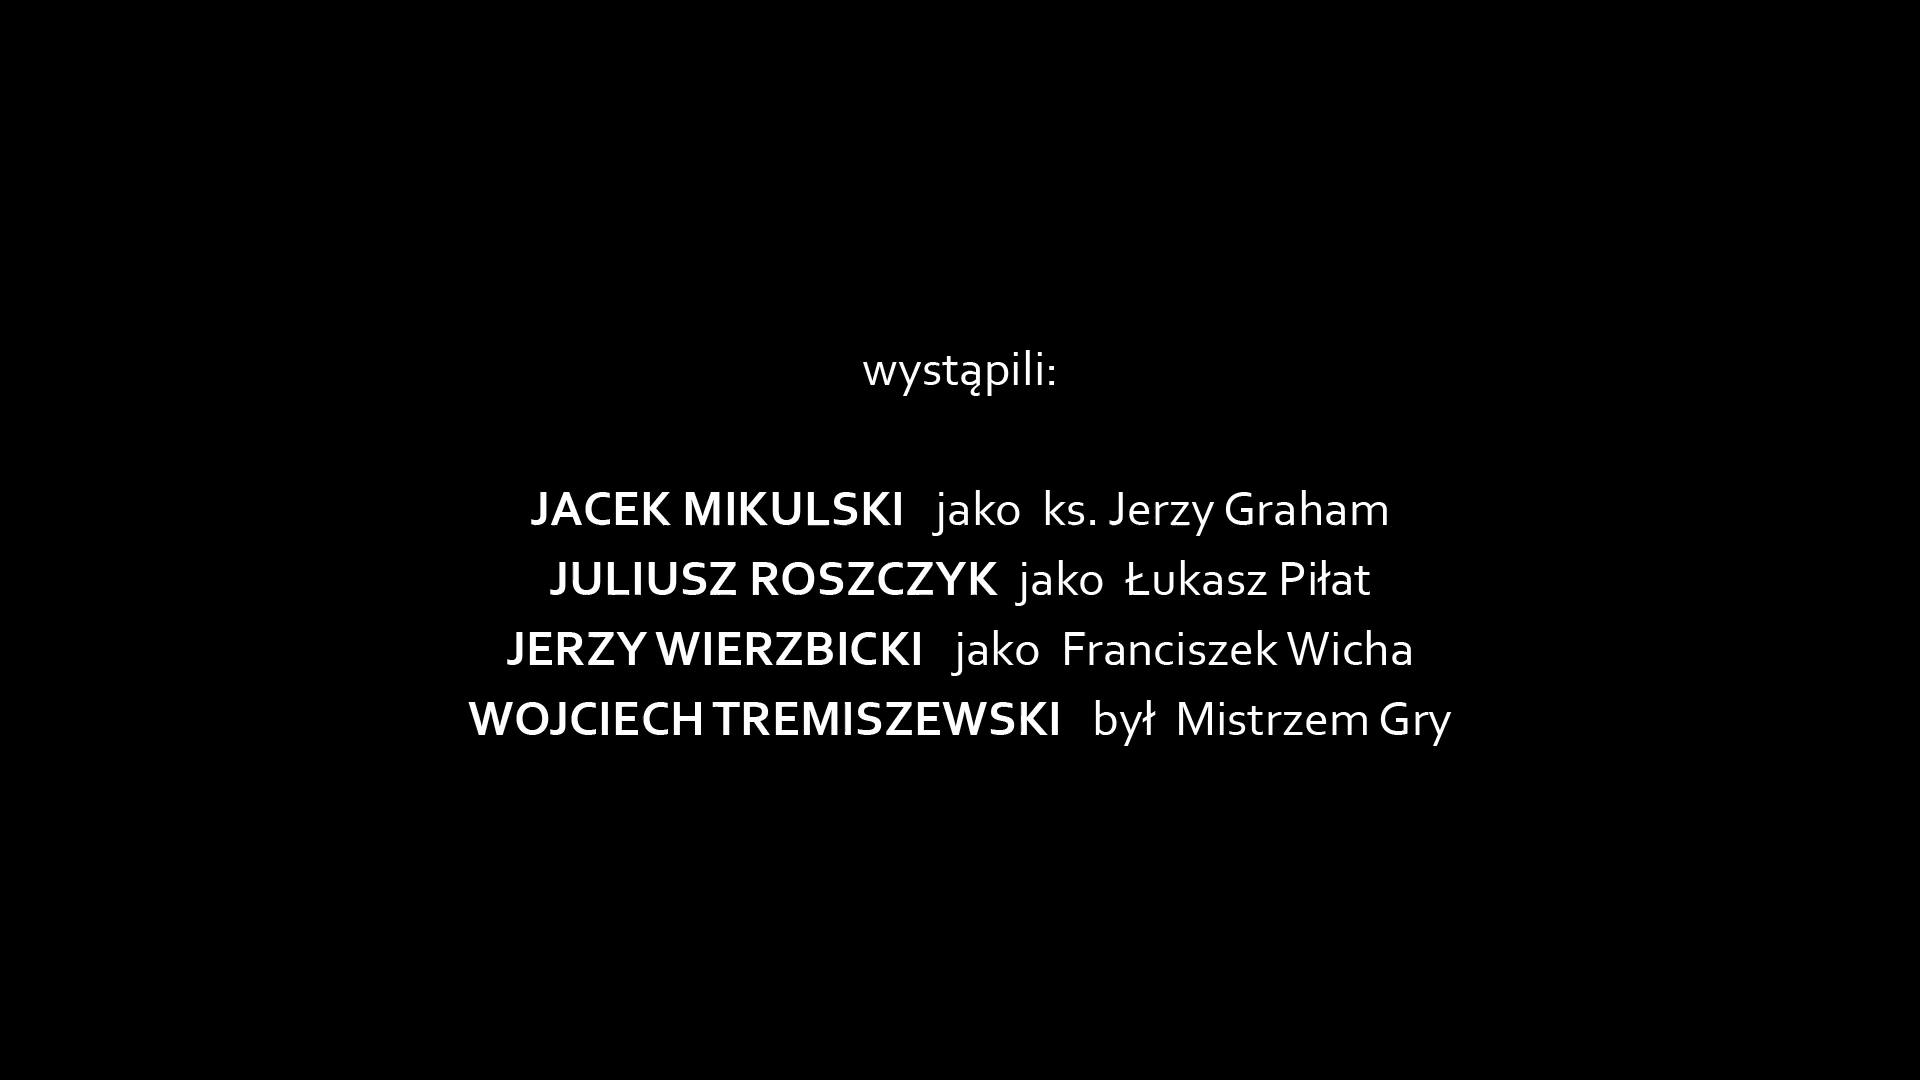 wystąpili:
JACEK MIKULSKI jako ks. Jerzy Graham
JULIUSZ ROSZCZYK jako Łukasz Piłat
JERZY WIERZBICKI jako Franciszek Wicha
WOJCIECH TREMISZEWSKI był Mistrzem Gry